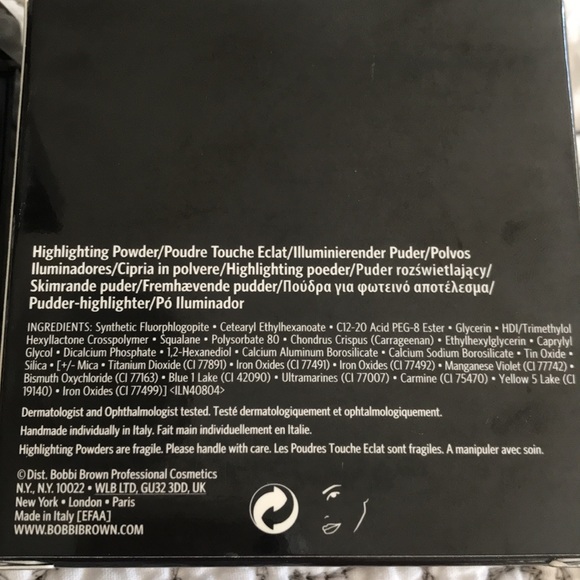 Highlighting Powder/Poudre Touche Eclat/Illuminierender Puder/Polvos
Iluminadores/Cipria in polvere/Highlighting poeder/Puder rozświetlający/
Skimrande puder/Fremhævende pudder/Πούδρα για φωτεινό αποτέλεσμα/
Pudder-highlighter/Pó Iluminador
INGREDIENTS: Synthetic Fluorphlogopite • Cetearyl Ethylhexanoate • C12-20 Acid PEG-8 Ester • Glycerin • HDI/Trimethylol
Hexyllactone Crosspolymer • Squalane • Polysorbate 80 • Chondrus Crispus (Carrageenan) • Ethylhexylglycerin • Caprylyl
Glycol • Dicalcium Phosphate • 1,2-Hexanediol • Calcium Aluminum Borosilicate • Calcium Sodium Borosilicate • Tin Oxide •
Silica • [+/- Mica • Titanium Dioxide (CI 77891) • Iron Oxides (CI 77491) • Iron Oxides (CI 77492) • Manganese Violet (CI 77742) •
Bismuth Oxychloride (CI 77163) • Blue 1 Lake (CI 42090) • Ultramarines (CI 77007) • Carmine (CI 75470) • Yellow 5 Lake (CI
19140) • Iron Oxides (CI 77499)] <ILN40804>
Dermatologist and Ophthalmologist tested. Testé dermatologiquement et ophtalmologiquement.
Handmade individually in Italy. Fait main individuellement en Italie.
Highlighting Powders are fragile. Please handle with care. Les Poudres Touche Eclat sont fragiles. A manipuler avec soin.
© Dist. Bobbi Brown Professional Cosmetics
N.Y., N.Y. 10022 • WLB LTD, GU32 3DD, UK
New York • London • Paris
Made in Italy [EFAA]
WWW.BOBBIBROWN.COM